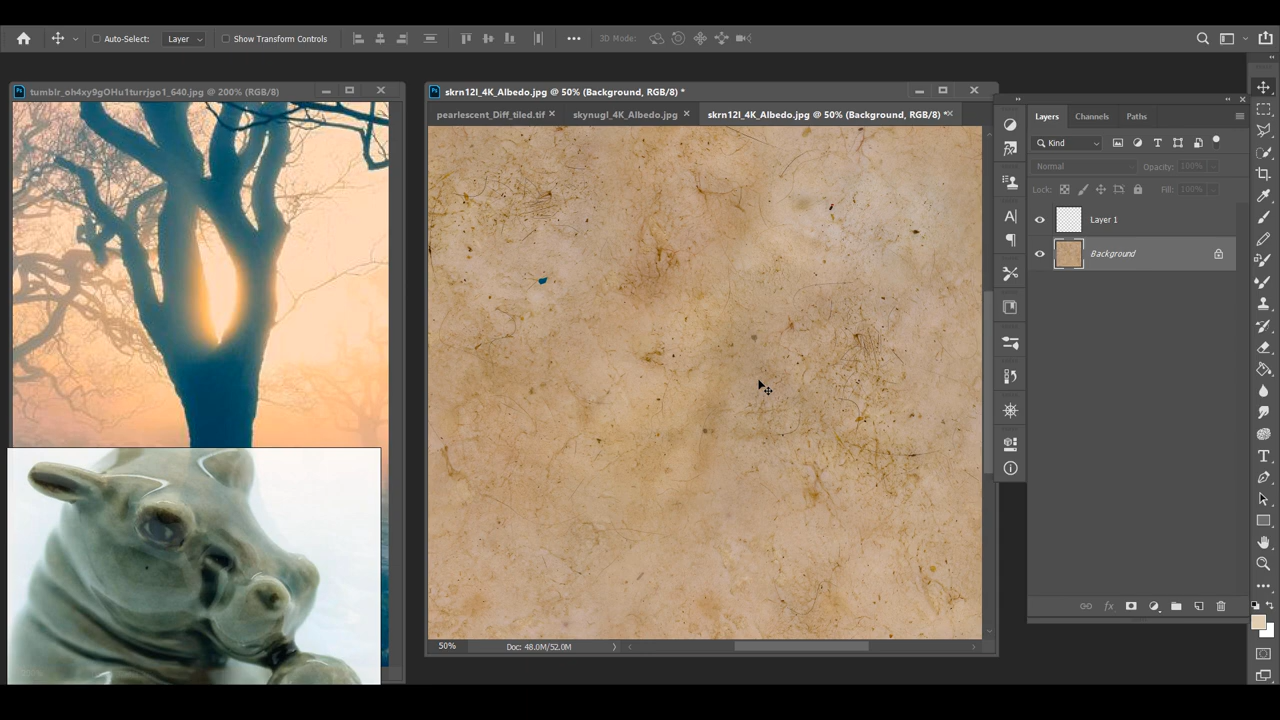 Auto-Select: Layer Show Transform Controls 3D Mode:
tumblr_oh4xy9gOHu1turrjgo1_640.jpg @ 200% (RGB/8)
skrn12l_4K_Albedo.jpg @ 50% (Background, RGB/8) *
pearlescent_Diff_tiled.tif skynugl_4K_Albedo.jpg skrn12l_4K_Albedo.jpg @ 50% (Background, RGB/8) *
50% Doc: 48.0M/52.0M
Layers Channels Paths
Kind
Normal Opacity: 100%
Lock: Fill: 100%
Layer 1
Background